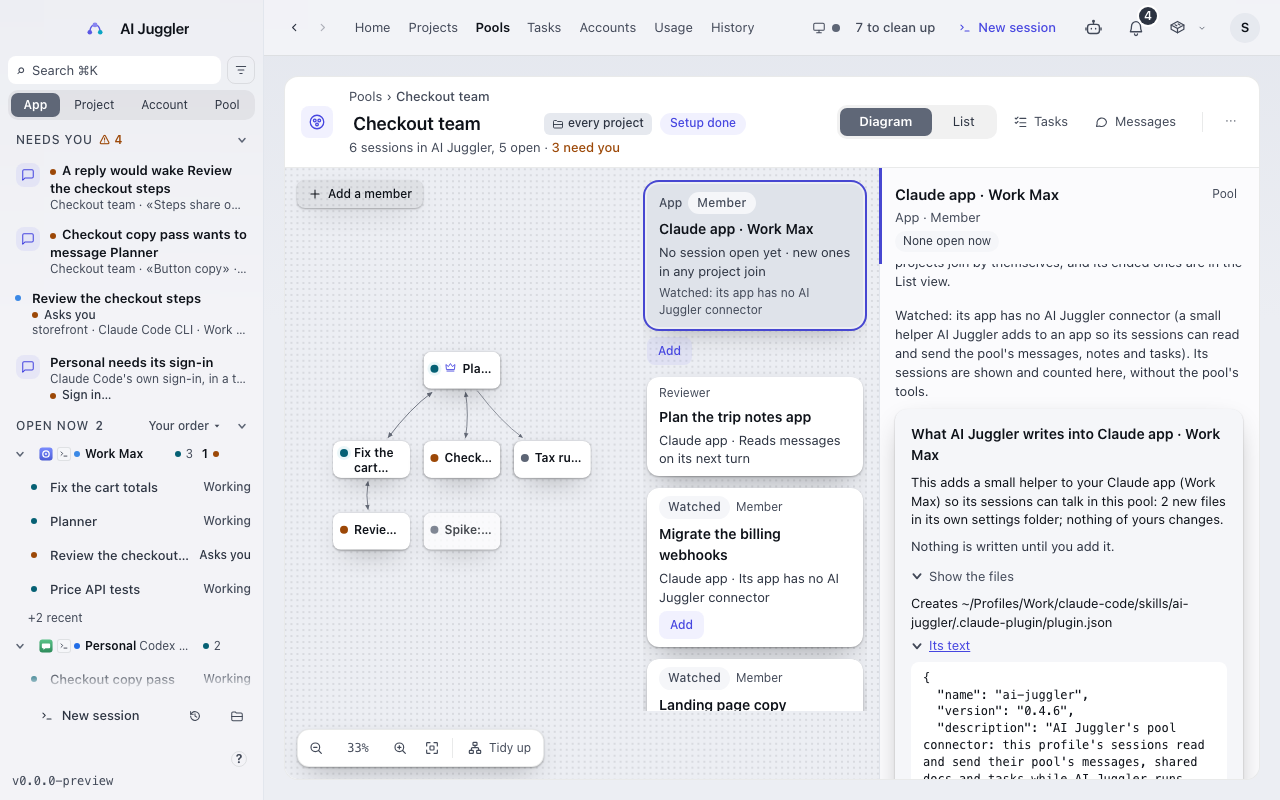 AI Juggler
Search ⌘K
App Project Account Pool
NEEDS YOU 4
A reply would wake Review
the checkout steps
Checkout team · «Steps share o…
Checkout copy pass wants to
message Planner
Checkout team · «Button copy» ·…
Review the checkout steps
Asks you
storefront · Claude Code CLI · Work …
Personal needs its sign-in
Claude Code's own sign-in, in a t…
Sign in…
OPEN NOW 2 Your order
Work Max 3 1
Fix the cart totals Working
Planner Working
Review the checkout… Asks you
Price API tests Working
+2 recent
Personal Codex … 2
Checkout copy pass Working
New session
?
v0.0.0-preview
Home Projects Pools Tasks Accounts Usage History
7 to clean up
New session
4
S
Pools › Checkout team
Checkout team
every project
Setup done
6 sessions in AI Juggler, 5 open · 3 need you
Diagram List
Tasks
Messages
…
Add a member
Pla…
Fix the
cart…
Check…
Tax ru…
Revie…
Spike:…
33%
Tidy up
App Member
Claude app · Work Max
No session open yet · new ones
in any project join
Watched: its app has no AI
Juggler connector
Add
Reviewer
Plan the trip notes app
Claude app · Reads messages
on its next turn
Watched Member
Migrate the billing
webhooks
Claude app · Its app has no AI
Juggler connector
Add
Watched Member
Landing page copy
Claude app · Work Max Pool
App · Member
None open now
projects join by themselves, and its ended ones are in the
List view.
Watched: its app has no AI Juggler connector (a small
helper AI Juggler adds to an app so its sessions can read
and send the pool's messages, notes and tasks). Its
sessions are shown and counted here, without the pool's
tools.
What AI Juggler writes into Claude app · Work
Max
This adds a small helper to your Claude app (Work
Max) so its sessions can talk in this pool: 2 new files
in its own settings folder; nothing of yours changes.
Nothing is written until you add it.
Show the files
Creates ~/Profiles/Work/claude-code/skills/ai-
juggler/.claude-plugin/plugin.json
Its text
{
"name": "ai-juggler",
"version": "0.4.6",
"description": "AI Juggler's pool
connector: this profile's sessions read
and send their pool's messages, shared
docs and tasks while AI Juggler runs.